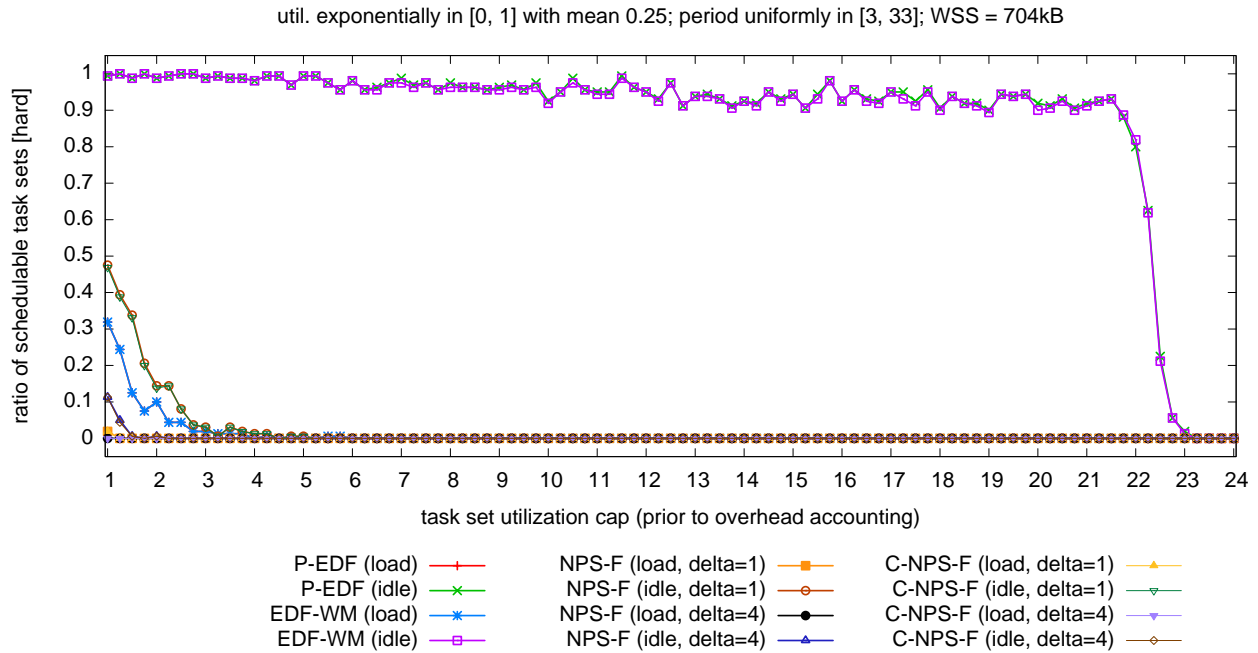 util. exponentially in [0, 1] with mean 0.25; period uniformly in [3, 33]; WSS = 704kB
ratio of schedulable task sets [hard]
1
0.9
0.8
0.7
0.6
0.5
0.4
0.3
0.2
0.1
0
1 2 3 4 5 6 7 8 9 10 11 12 13 14 15 16 17 18 19 20 21 22 23 24
task set utilization cap (prior to overhead accounting)
P-EDF (load) NPS-F (load, delta=1) C-NPS-F (load, delta=1)
P-EDF (idle) NPS-F (idle, delta=1) C-NPS-F (idle, delta=1)
EDF-WM (load) NPS-F (load, delta=4) C-NPS-F (load, delta=4)
EDF-WM (idle) NPS-F (idle, delta=4) C-NPS-F (idle, delta=4)